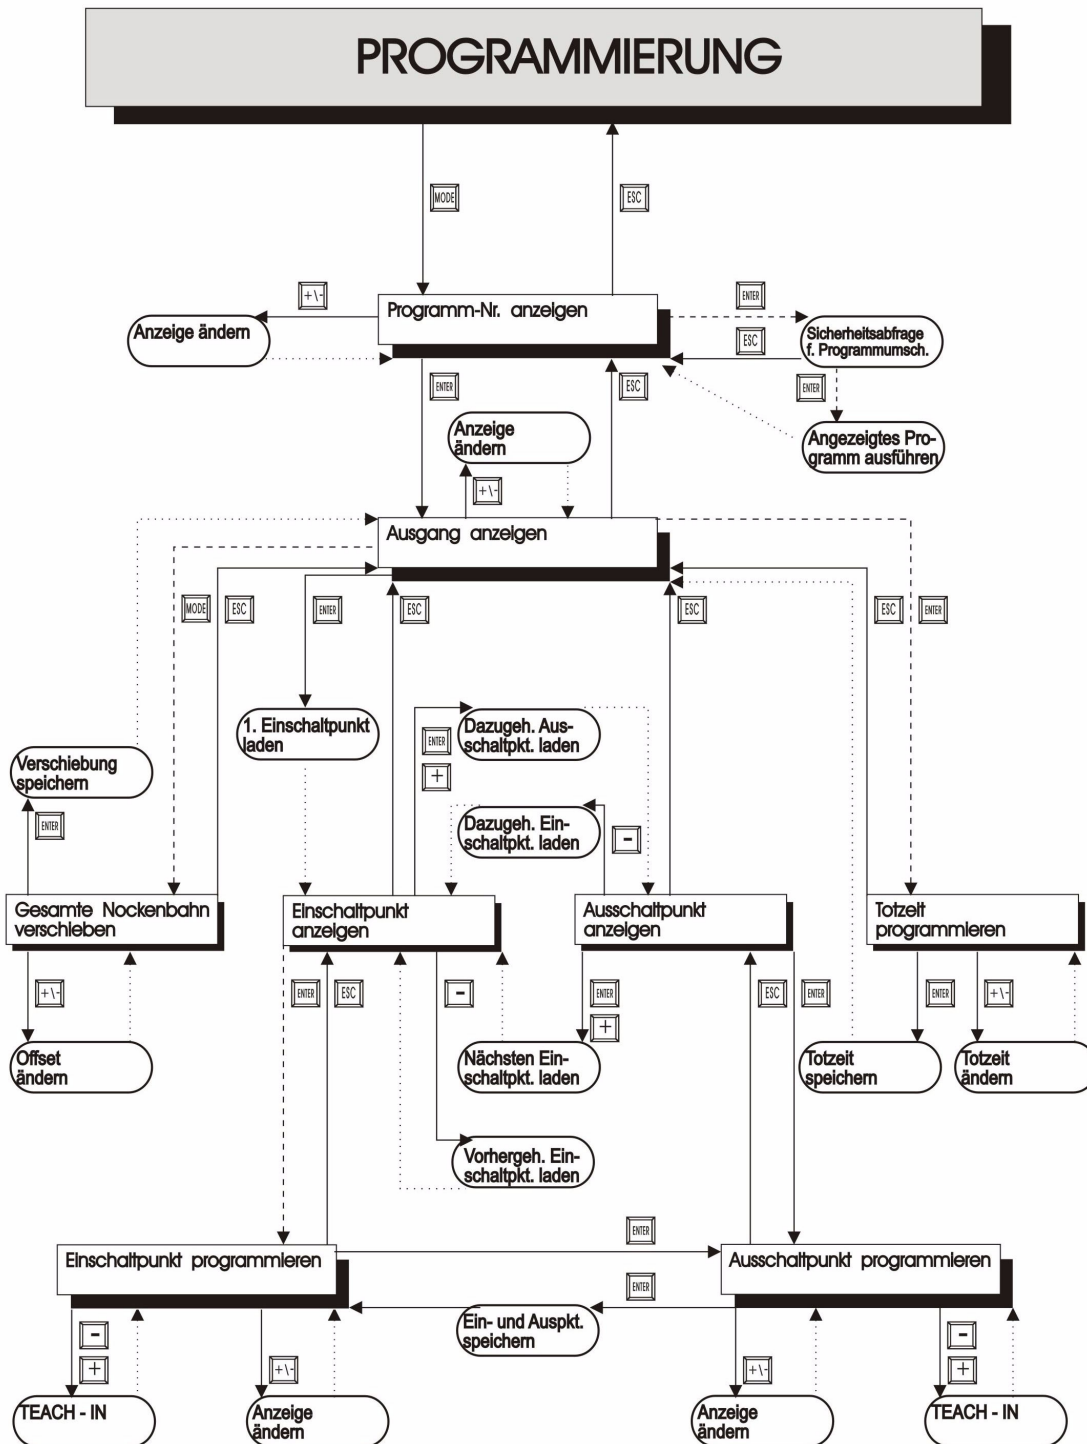 PROGRAMMIERUNG
MODE
ESC
+\-
Programm-Nr. anzeigen
ENTER
Anzeige ändern
ESC
Sicherheitsabfrage
f. Programmumsch.
ENTER
ESC
ENTER
Anzeige
ändern
Angezeigtes Pro-
gramm ausführen
+\-
Ausgang anzeigen
MODE
ESC
ENTER
ESC
ESC
ESC
ENTER
1. Einschaltpunkt
laden
Dazugeh. Aus-
schaltpkt. laden
ENTER
+
Verschiebung
speichern
ENTER
Dazugeh. Ein-
schaltpkt. laden
-
Gesamte Nockenbahn
verschieben
Einschaltpunkt
anzeigen
Ausschaltpunkt
anzeigen
Totzeit
programmieren
+\-
ENTER
ESC
-
ENTER
+
ESC
ENTER
ENTER
+\-
Offset
ändern
Nächsten Ein-
schaltpkt. laden
Totzeit
speichern
Totzeit
ändern
Vorhergeh. Ein-
schaltpkt. laden
ENTER
Einschaltpunkt programmieren
Ausschaltpunkt programmieren
ENTER
Ein- und Auspkt.
speichern
-
+
+\-
+\-
-
+
TEACH - IN
Anzeige
ändern
Anzeige
ändern
TEACH - IN